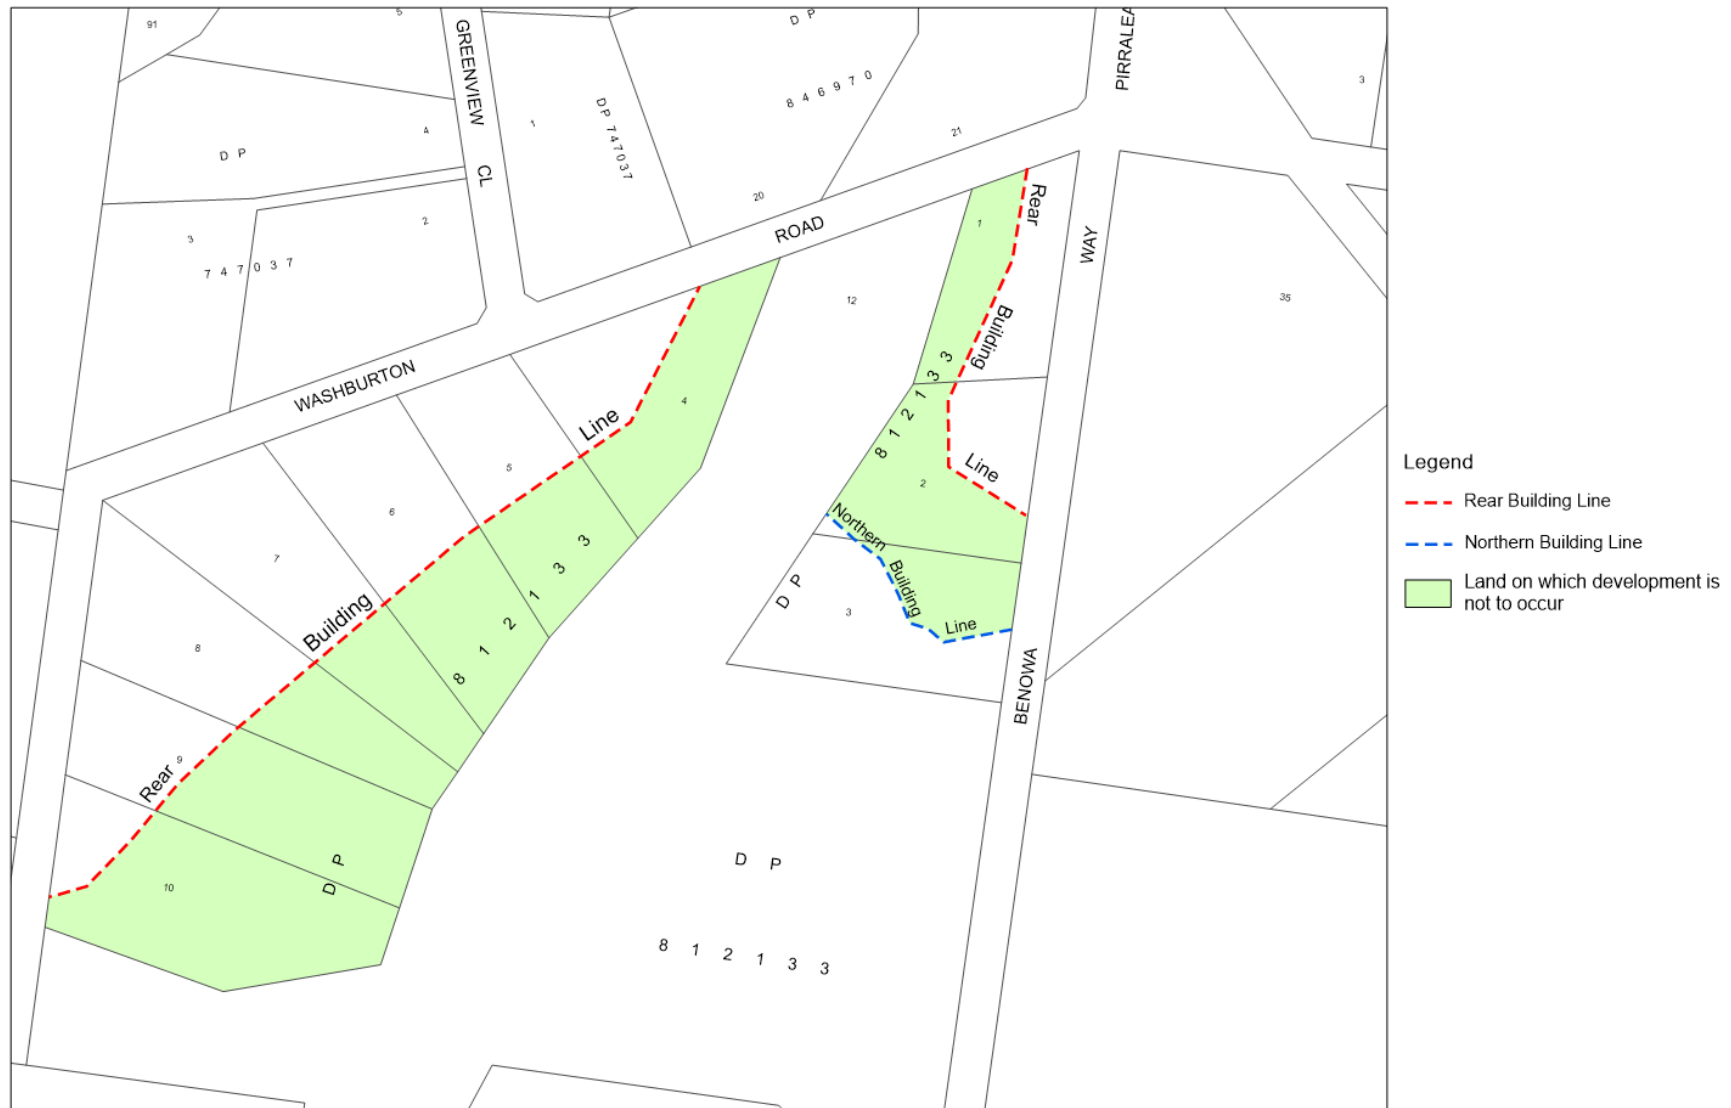 91
5
D P
GREENVIEW CL
PIRRALEA
3
D P 747037
8 4 6 9 7 0
4
1
21
D P
20
2
3
7 4 7 0 3 7
ROAD
1
Rear
WAY
12
35
Building
WASHBURTON
4
Line
8 1 2 1 3 3
5
Line
2
6
Northern
7
8 1 2 1 3 3
Building
D P
3
Line
Building
8
BENOWA
9
Rear
D P
10
D P
8 1 2 1 3 3
Legend
Rear Building Line
Northern Building Line
Land on which development is
not to occur